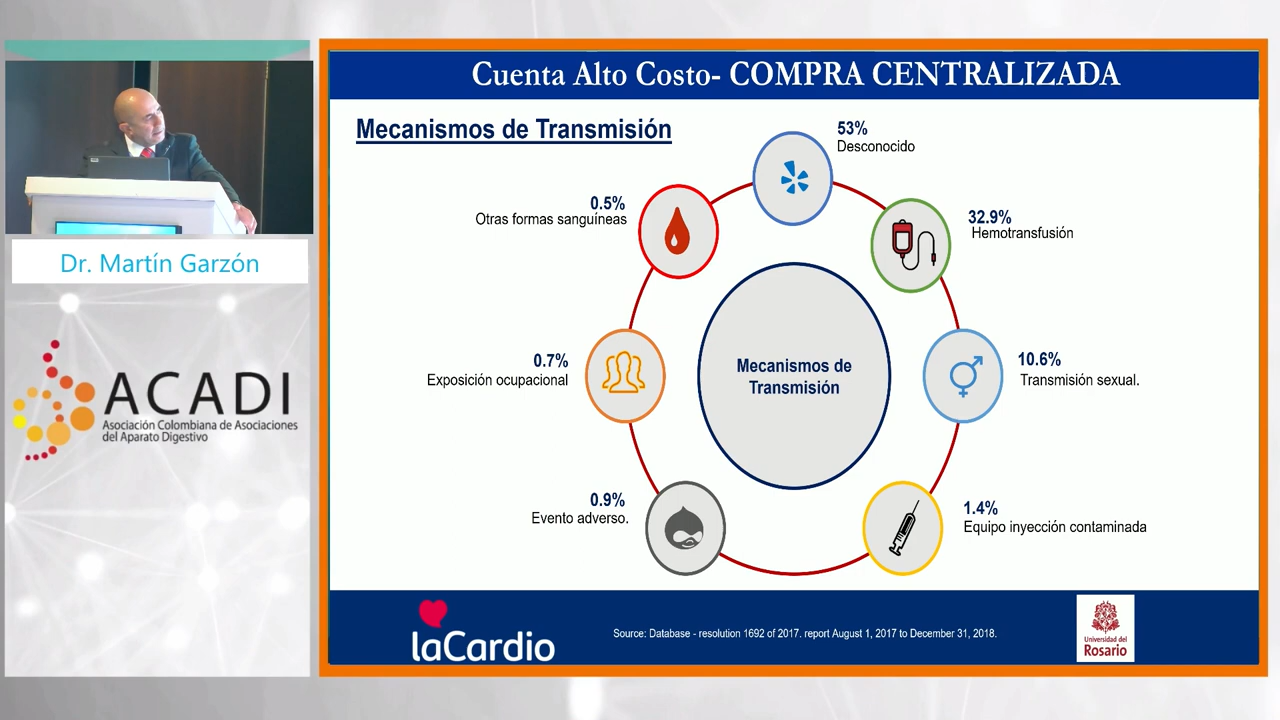 Cuenta Alto Costo- COMPRA CENTRALIZADA
Mecanismos de Transmisión
53%
Desconocido
0.5%
Otras formas sanguíneas
32.9%
Hemotransfusión
Dr. Martín Garzón
0.7%
Exposición ocupacional
Mecanismos de
Transmisión
10.6%
Transmisión sexual.
ACADI
Asociación Colombiana de Asociaciones
del Aparato Digestivo
0.9%
Evento adverso.
1.4%
Equipo inyección contaminada
laCardio
Source: Database - resolution 1692 of 2017. report August 1, 2017 to December 31, 2018.
Universidad del
Rosario